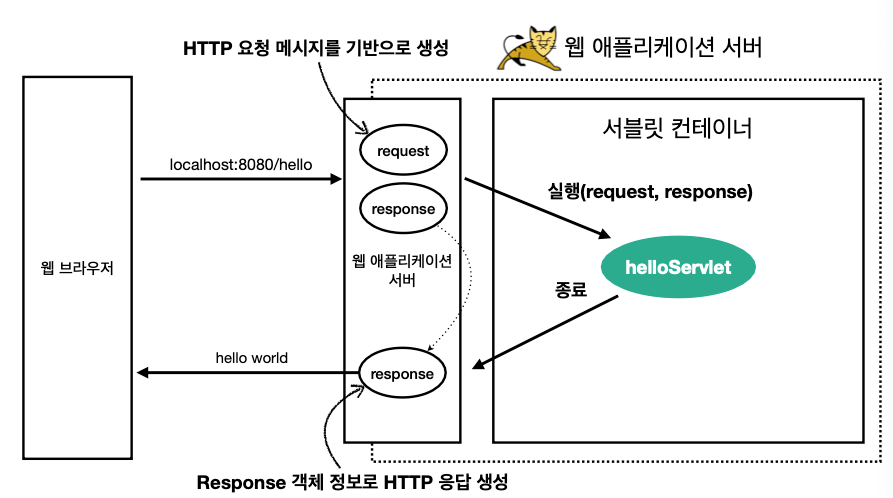 HTTP 요청 메시지를 기반으로 생성
웹 애플리케이션 서버
서블릿 컨테이너
request
localhost:8080/hello
실행(request, response)
response
웹 브라우저
웹 애플리케이션
서버
helloServlet
종료
hello world
response
Response 객체 정보로 HTTP 응답 생성